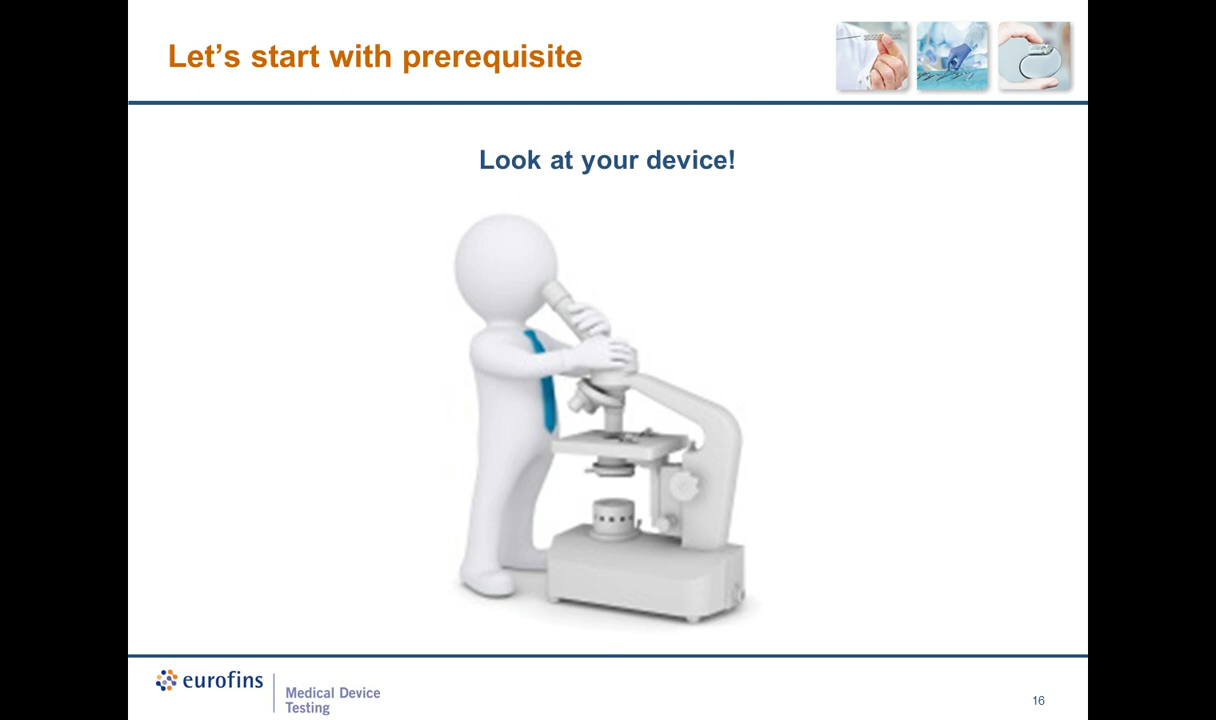 Let’s start with prerequisite
Look at your device!
eurofins
Medical Device
Testing
16